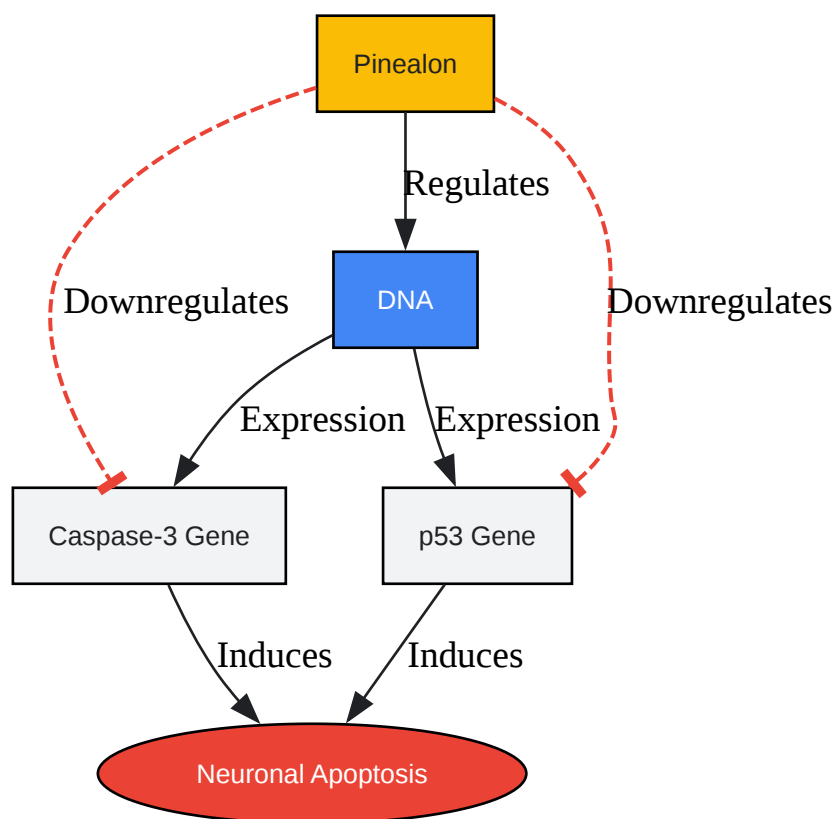 Pinealon
Regulates
Downregulates
DNA
Downregulates
Expression
Expression
Caspase-3 Gene
p53 Gene
Induces
Induces
Neuronal Apoptosis